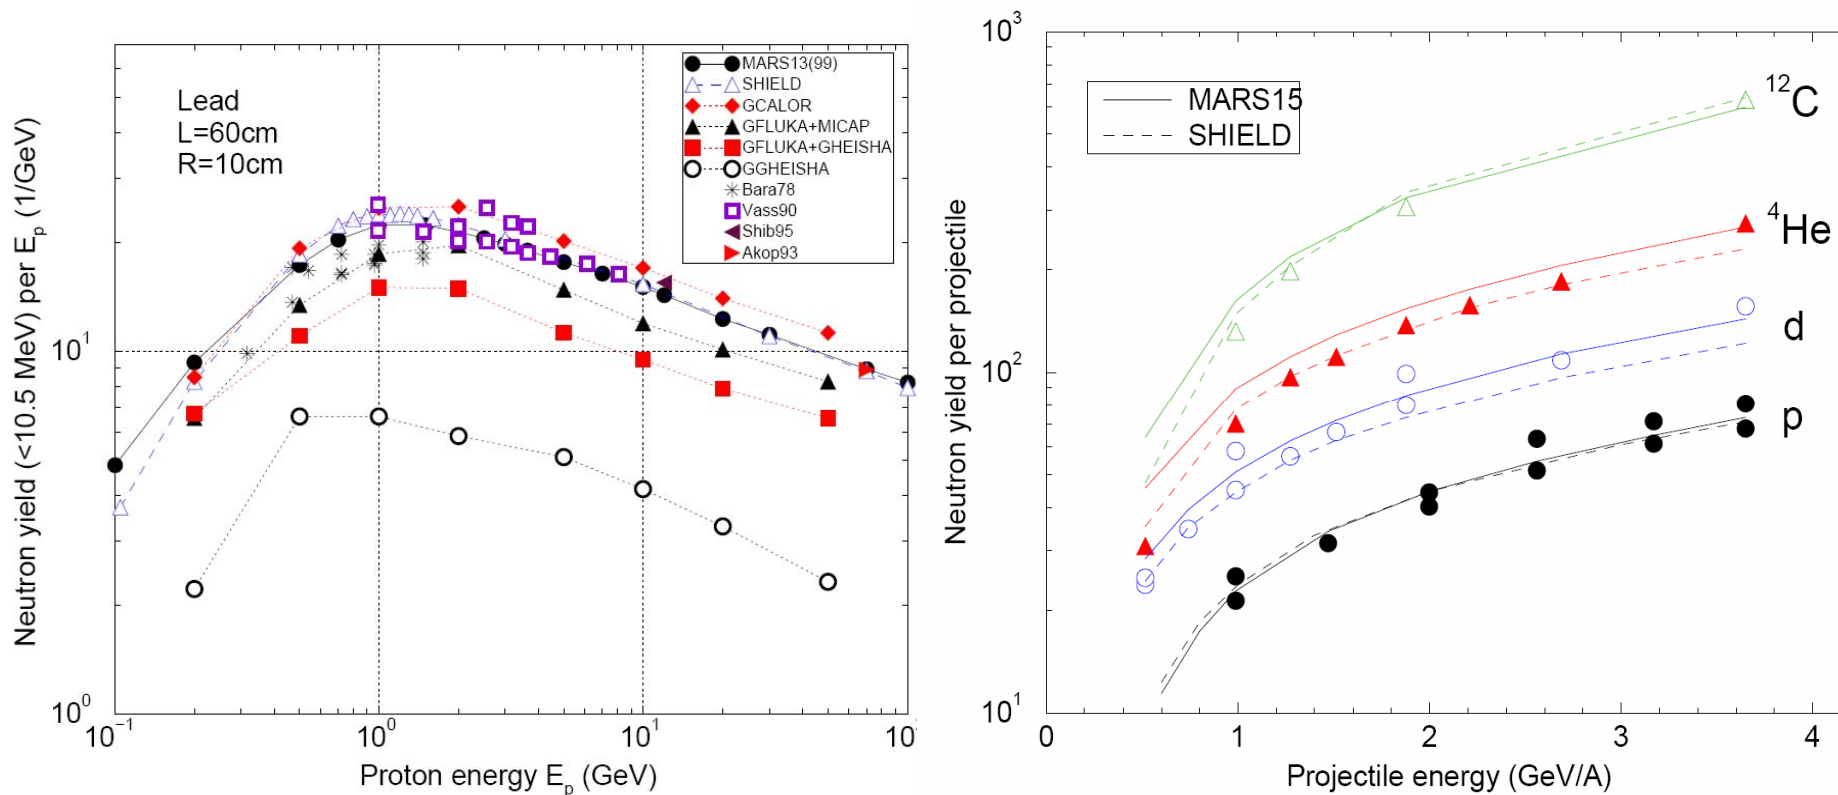 Neutron yield (<10.5 MeV) per E_p (1/GeV)
Lead
L=60cm
R=10cm
MARS13(99)
SHIELD
GCALOR
GFLUKA+MICAP
GFLUKA+GHEISHA
GGHEISHA
Bara78
Vass90
Shib95
Akop93
10^1
10^0
10^−1
10^0
10^1
10
Proton energy E_p (GeV)
Neutron yield per projectile
10^3
10^2
10^1
MARS15
SHIELD
^12C
^4He
d
p
0
1
2
3
4
Projectile energy (GeV/A)